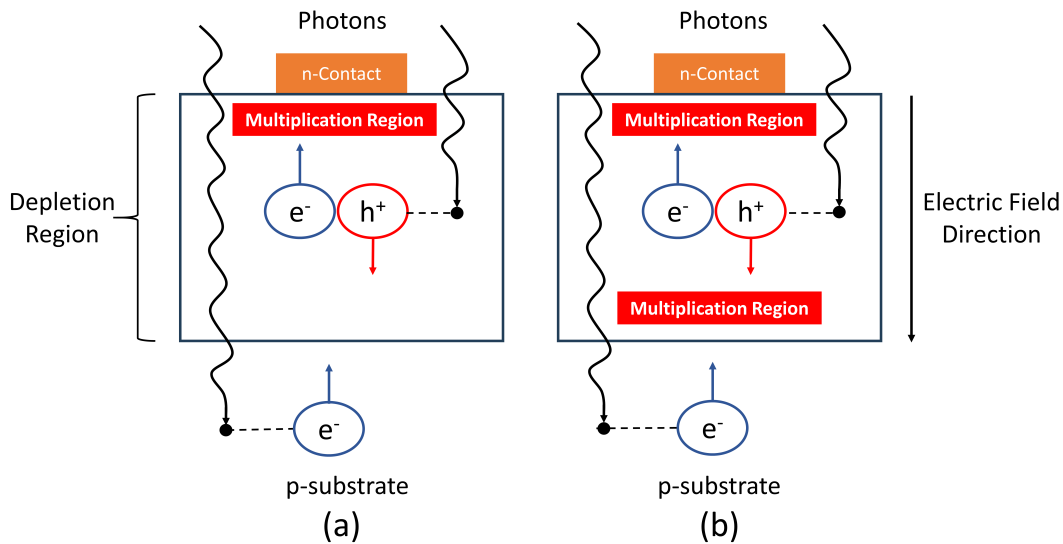 Photons
Photons
n-Contact
n-Contact
Multiplication Region
Multiplication Region
Depletion
Region
e⁻
h⁺
e⁻
h⁺
Electric Field
Direction
Multiplication Region
e⁻
e⁻
p-substrate
p-substrate
(a)
(b)